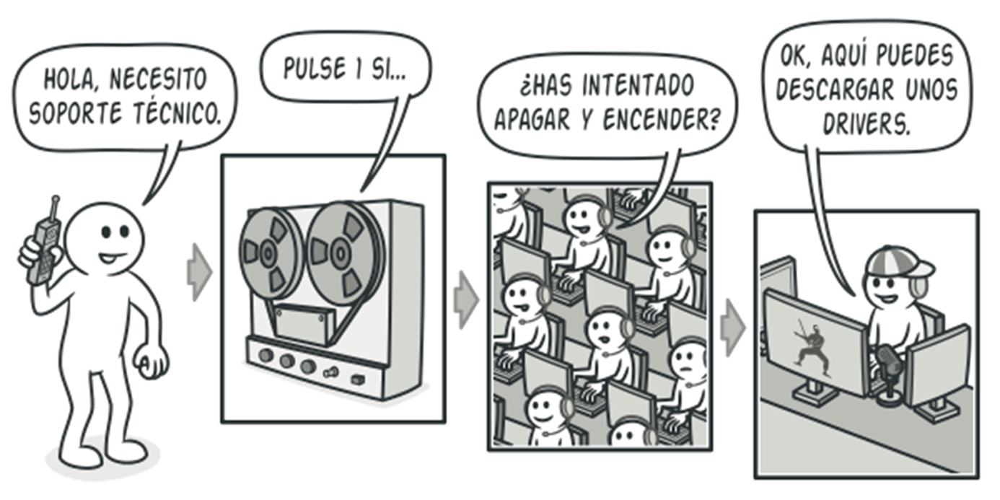 HOLA, NECESITO
SOPORTE TÉCNICO.
PULSE 1 SI...
¿HAS INTENTADO
APAGAR Y ENCENDER?
OK, AQUÍ PUEDES
DESCARGAR UNOS
DRIVERS.